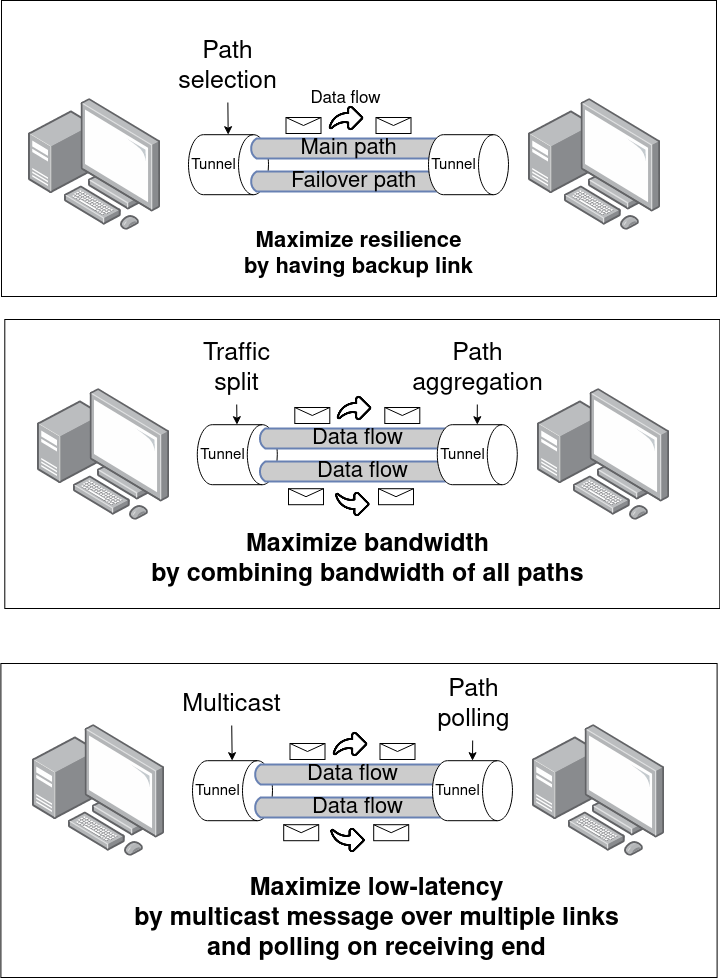 Path
selection
Data flow
Main path
Tunnel
Tunnel
Failover path
Maximize resilience
by having backup link
Traffic
split
Path
aggregation
Data flow
Tunnel
Tunnel
Data flow
Maximize bandwidth
by combining bandwidth of all paths
Multicast
Path
polling
Data flow
Tunnel
Tunnel
Data flow
Maximize low-latency
by multicast message over multiple links
and polling on receiving end